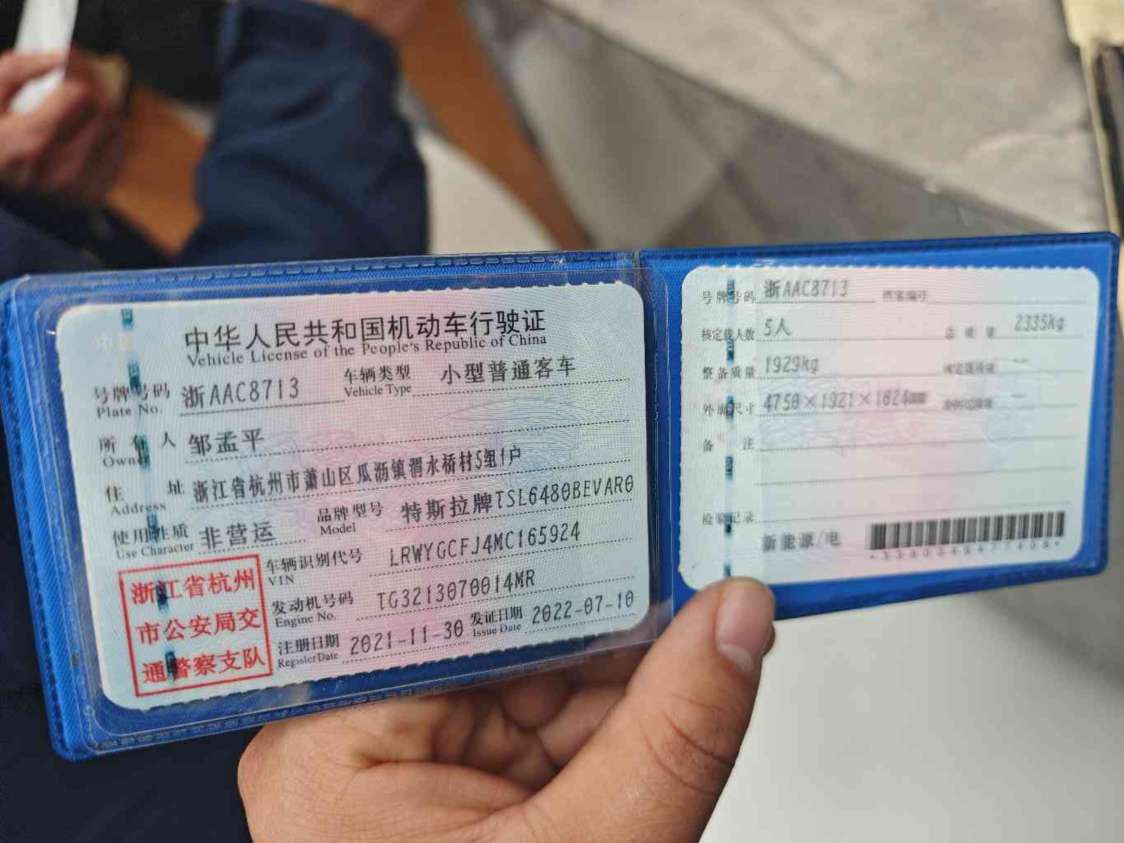 中华人民共和国机动车行驶证
Vehicle License of the People's Republic of China
号牌号码 浙AAC8713 车辆类型 小型普通客车
Plate No. Vehicle Type
所有人 邹孟平
Owner
住址 浙江省杭州市萧山区瓜沥镇渭水桥村5组1户
Address
使用性质 非营运 品牌型号 特斯拉牌TSL6480BEVAR0
Use Character Model
浙江省杭州
市公安局交
通警察支队
车辆识别代号 LRWYGCFJ4MC165924
VIN
发动机号码 TG3213070014MR
Engine No.
注册日期 2021-11-30 发证日期 2022-07-10
Register Date Issue Date
号牌号码 浙AAC8713 档案编号
核定载人数 5人 总质量 2335kg
整备质量 1929kg
外廓尺寸 4750×1921×1624mm
备注
检验记录
新能源/电